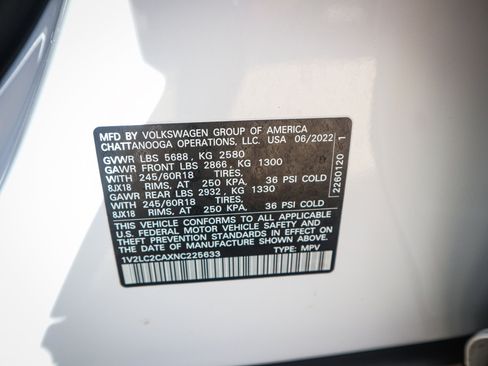 MFD. BY VOLKSWAGEN GROUP OF AMERICA
CHATTANOOGA OPERATIONS, LLC. USA 06/2022
GVWR LBS 5688, KG 2580
GAWR FRONT LBS 2866, KG 1300
WITH 245/60R18 TIRES,
8JX18 RIMS, AT 250 KPA, 36 PSI COLD
GAWR REAR LBS 2932, KG 1330
WITH 245/60R18 TIRES,
8JX18 RIMS, AT 250 KPA, 36 PSI COLD
THIS VEHICLE CONFORMS TO ALL APPLICABLE
U.S. FEDERAL MOTOR VEHICLE SAFETY AND
THEFT PREVENTION STANDARDS IN EFFECT ON
THE DATE OF MANUFACTURE SHOWN ABOVE.
1V2LC2CAXNC225633 TYPE: MPV
2260120 1